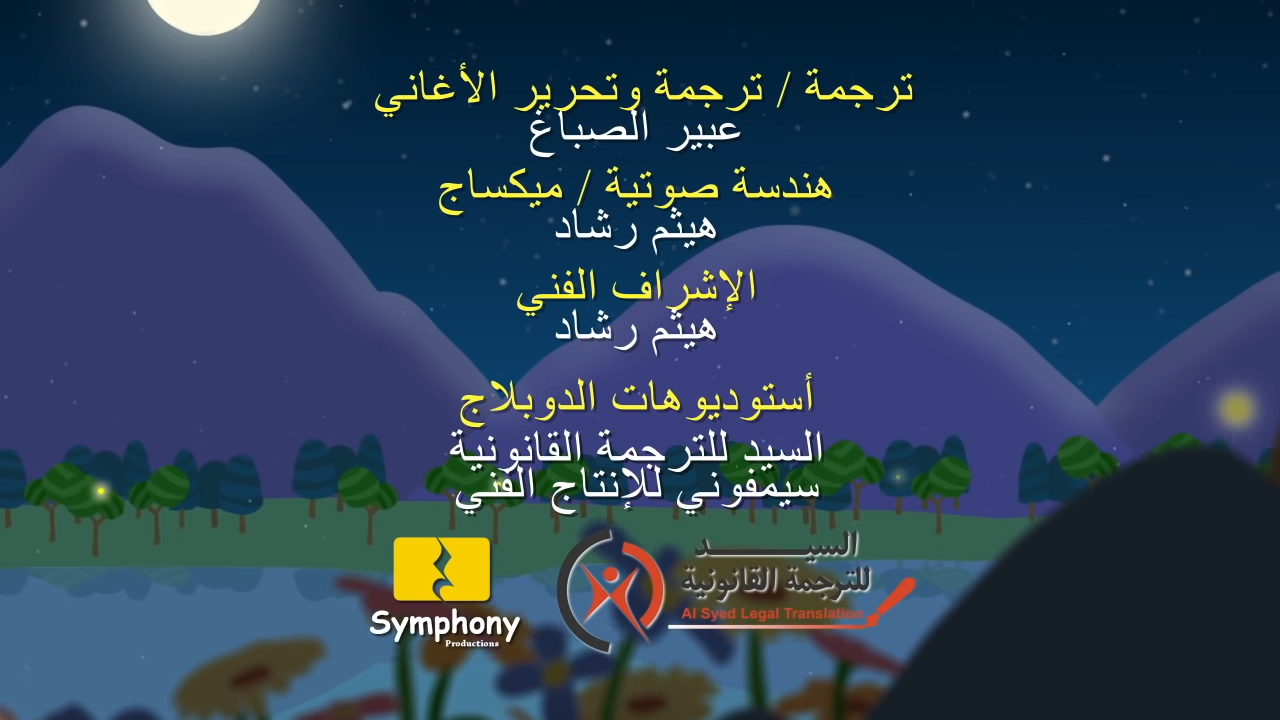 ترجمة / ترجمة وتحرير الأغاني
عبير الصباغ
هندسة صوتية / ميكساج
هيثم رشاد
الإشراف الفني
هيثم رشاد
أستوديوهات الدوبلاج
السيد للترجمة القانونية
سيمفوني للإنتاج الفني
Symphony
Productions
السيــــــــــد
للترجمة القانونية
Al Syed Legal Translation